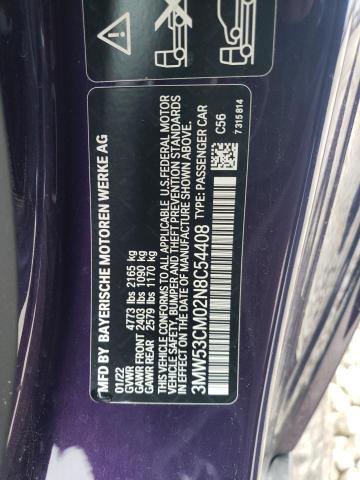 MFD BY BAYERISCHE MOTOREN WERKE AG
01/22
GVWR 4773 lbs 2165 kg
GAWR FRONT 2403 lbs 1090 kg
GAWR REAR 2579 lbs 1170 kg
THIS VEHICLE CONFORMS TO ALL APPLICABLE U.S.FEDERAL MOTOR
VEHICLE SAFETY, BUMPER AND THEFT PREVENTION STANDARDS
IN EFFECT ON THE DATE OF MANUFACTURE SHOWN ABOVE.
3MW53CM02N8C54408 TYPE: PASSENGER CAR
C56
7 315 814